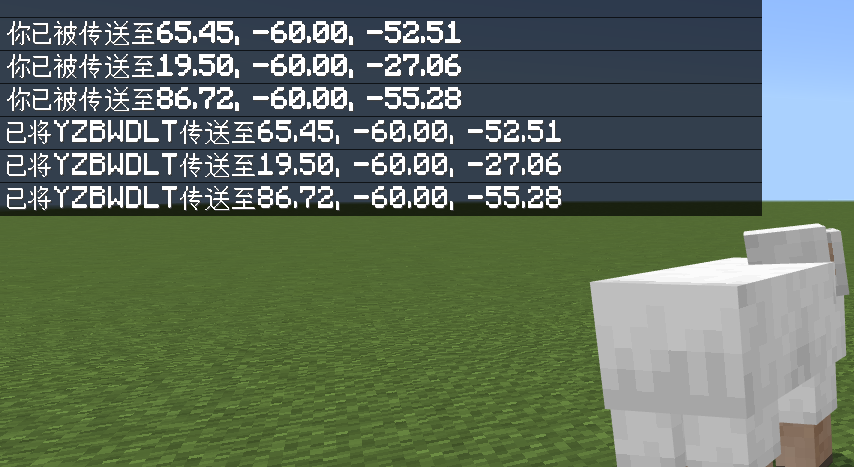 你已被传送至65.45, -60.00, -52.51
你已被传送至19.50, -60.00, -27.06
你已被传送至86.72, -60.00, -55.28
已将YZBWDLT传送至65.45, -60.00, -52.51
已将YZBWDLT传送至19.50, -60.00, -27.06
已将YZBWDLT传送至86.72, -60.00, -55.28